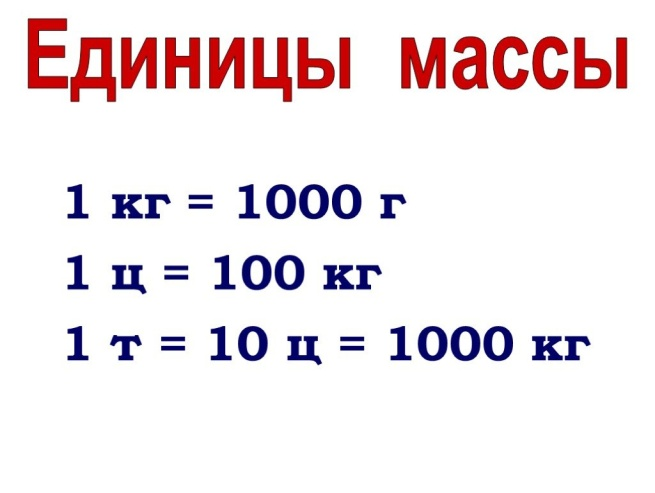 Единицы массы
1 кг = 1000 г
1 ц = 100 кг
1 т = 10 ц = 1000 кг